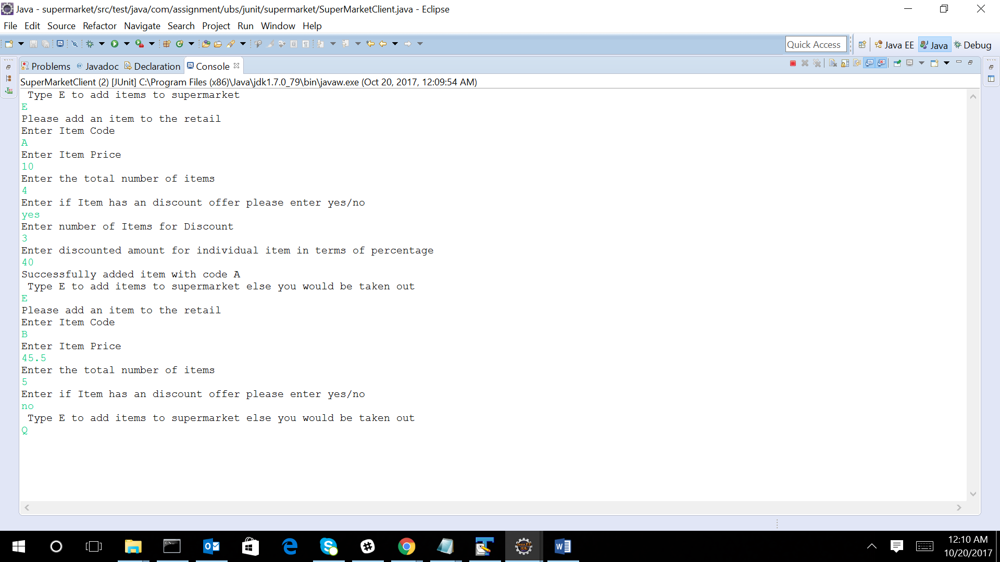 Java - supermarket/src/test/java/com/assignment/ubs/junit/supermarket/SuperMarketClient.java - Eclipse
File Edit Source Refactor Navigate Search Project Run Window Help
Quick Access Java EE Java Debug
Problems @ Javadoc Declaration Console
SuperMarketClient (2) [JUnit] C:\Program Files (x86)\Java\jdk1.7.0_79\bin\javaw.exe (Oct 20, 2017, 12:09:54 AM)
Type E to add items to supermarket
E
Please add an item to the retail
Enter Item Code
A
Enter Item Price
10
Enter the total number of items
4
Enter if Item has an discount offer please enter yes/no
yes
Enter number of Items for Discount
3
Enter discounted amount for individual item in terms of percentage
40
Successfully added item with code A
Type E to add items to supermarket else you would be taken out
E
Please add an item to the retail
Enter Item Code
B
Enter Item Price
45.5
Enter the total number of items
5
Enter if Item has an discount offer please enter yes/no
no
Type E to add items to supermarket else you would be taken out
Q
12:10 AM
10/20/2017